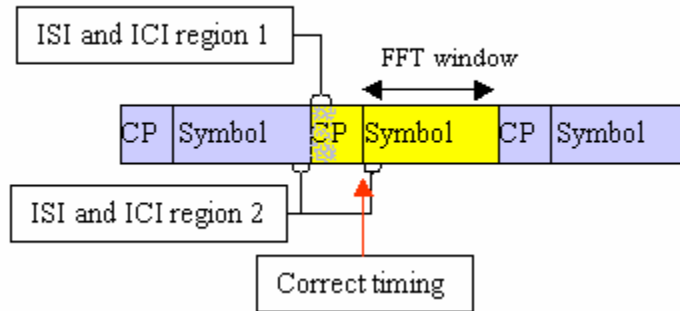 ISI and ICI region 1
FFT window
CP Symbol CP Symbol CP Symbol
ISI and ICI region 2
Correct timing